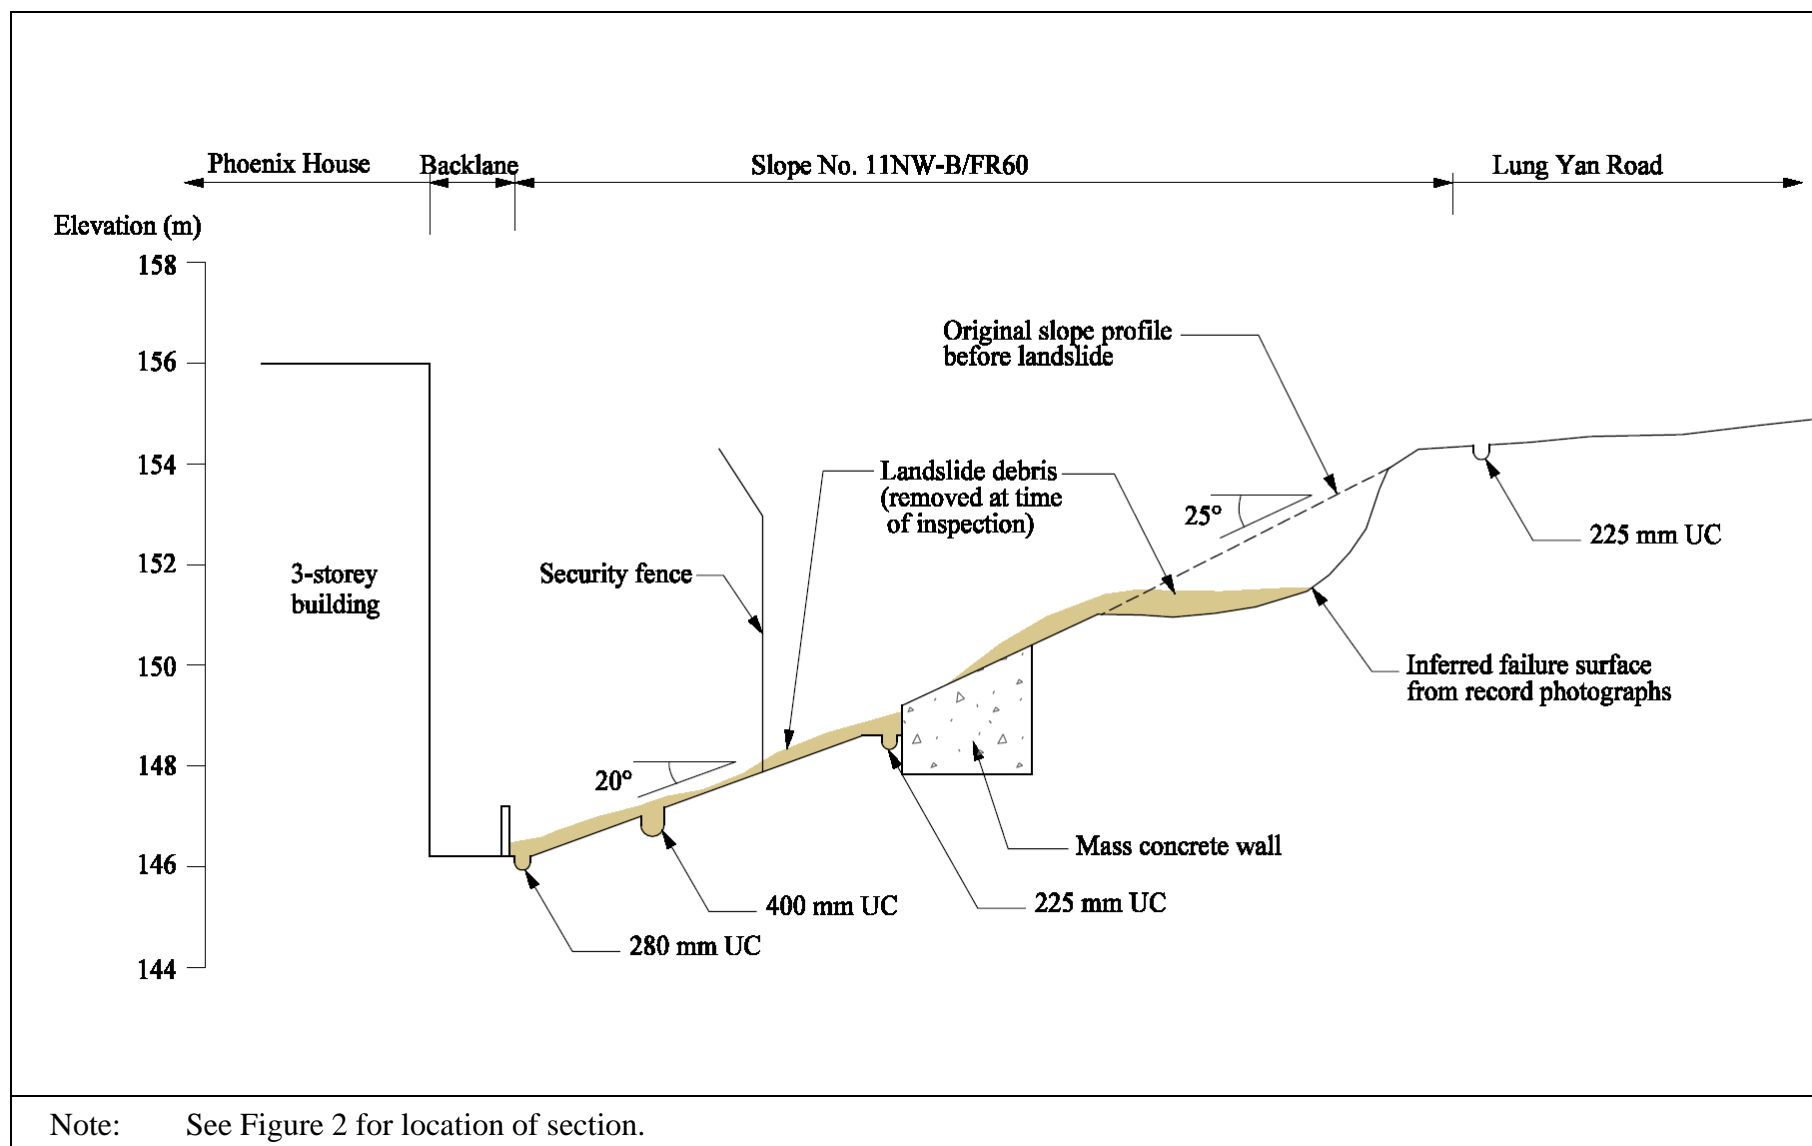 Phoenix House
Backlane
Slope No. 11NW-B/FR60
Lung Yan Road
Elevation (m)
158
156
154
152
150
148
146
144
Original slope profile
before landslide
Landslide debris
(removed at time
of inspection)
25°
225 mm UC
3-storey
building
Security fence
Inferred failure surface
from record photographs
20°
Mass concrete wall
400 mm UC
225 mm UC
280 mm UC
Note: See Figure 2 for location of section.